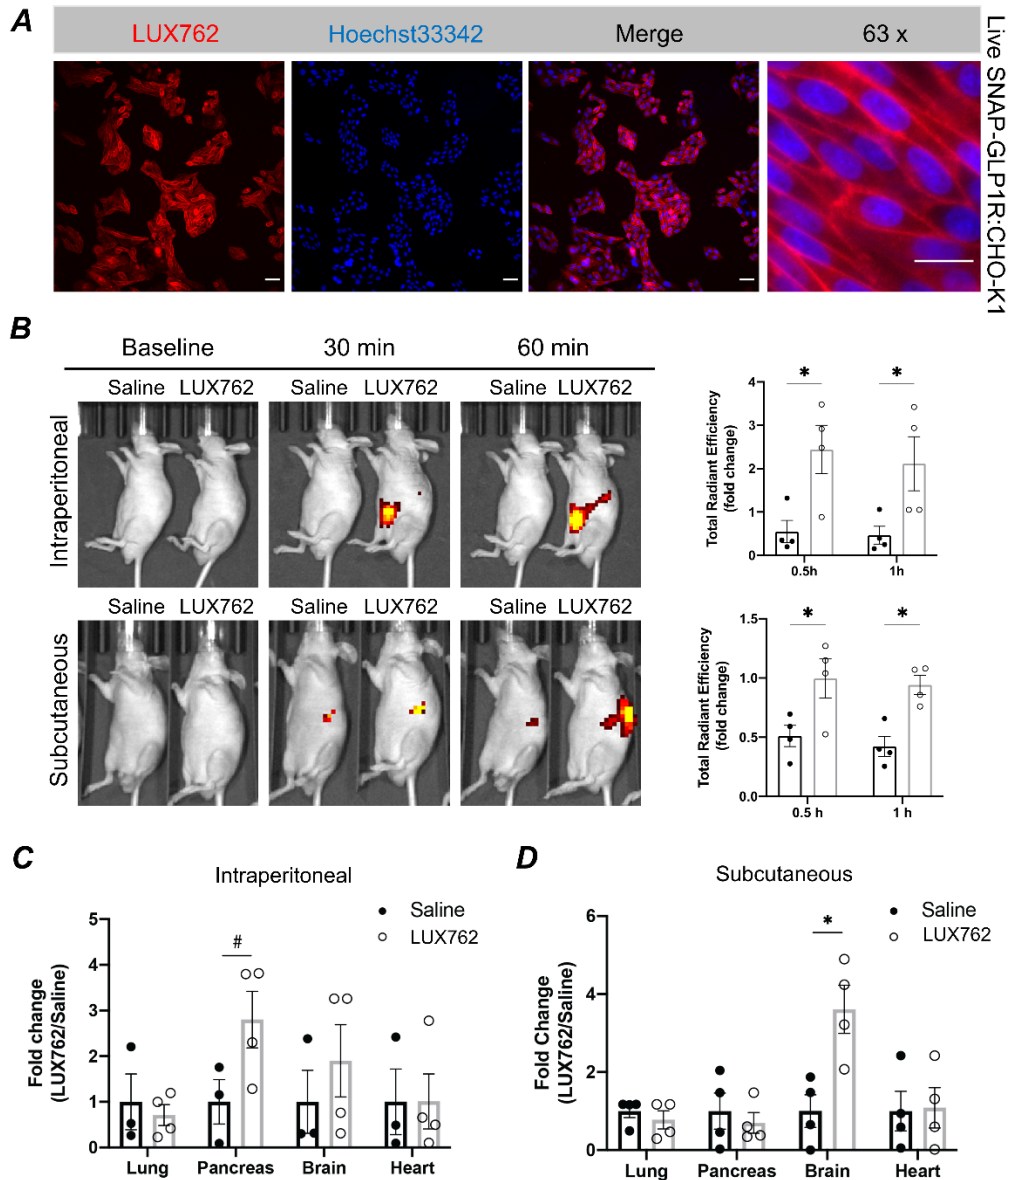 A
LUX762 Hoechst33342 Merge 63 x
Live SNAP-GLP1R:CHO-K1
B
Baseline 30 min 60 min
Saline LUX762 Saline LUX762 Saline LUX762
Intraperitoneal
Saline LUX762 Saline LUX762 Saline LUX762
Subcutaneous
Total Radiant Efficiency
(fold change)
4
3
2
1
0
* *
0.5h 1h
Total Radiant Efficiency
(fold change)
1.5
1.0
0.5
0.0
* *
0.5 h 1 h
C
Intraperitoneal
Saline
LUX762
Fold change
(LUX762/Saline)
5
4
3
2
1
0
#
Lung Pancreas Brain Heart
D
Subcutaneous
Saline
LUX762
Fold Change
(LUX762/Saline)
6
4
2
0
*
Lung Pancreas Brain Heart